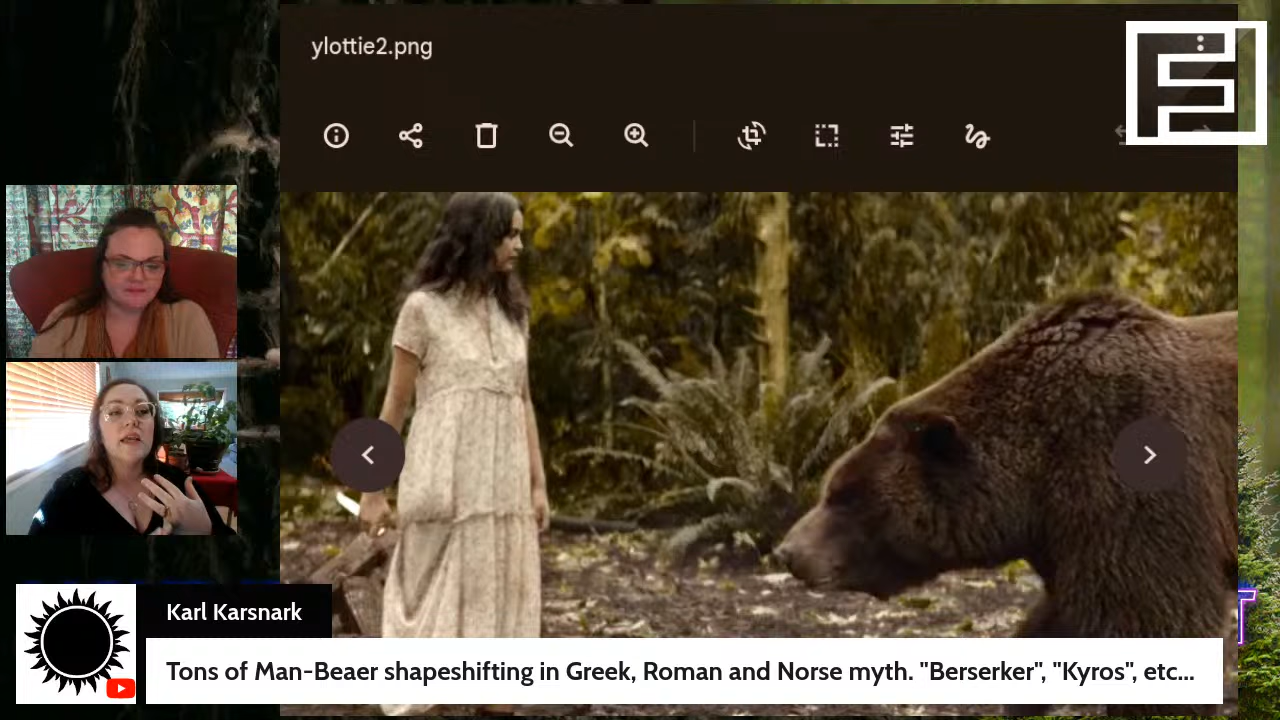 ylottie2.png
Karl Karsnark
Tons of Man-Beaer shapeshifting in Greek, Roman and Norse myth. "Berserker", "Kyros", etc...
T